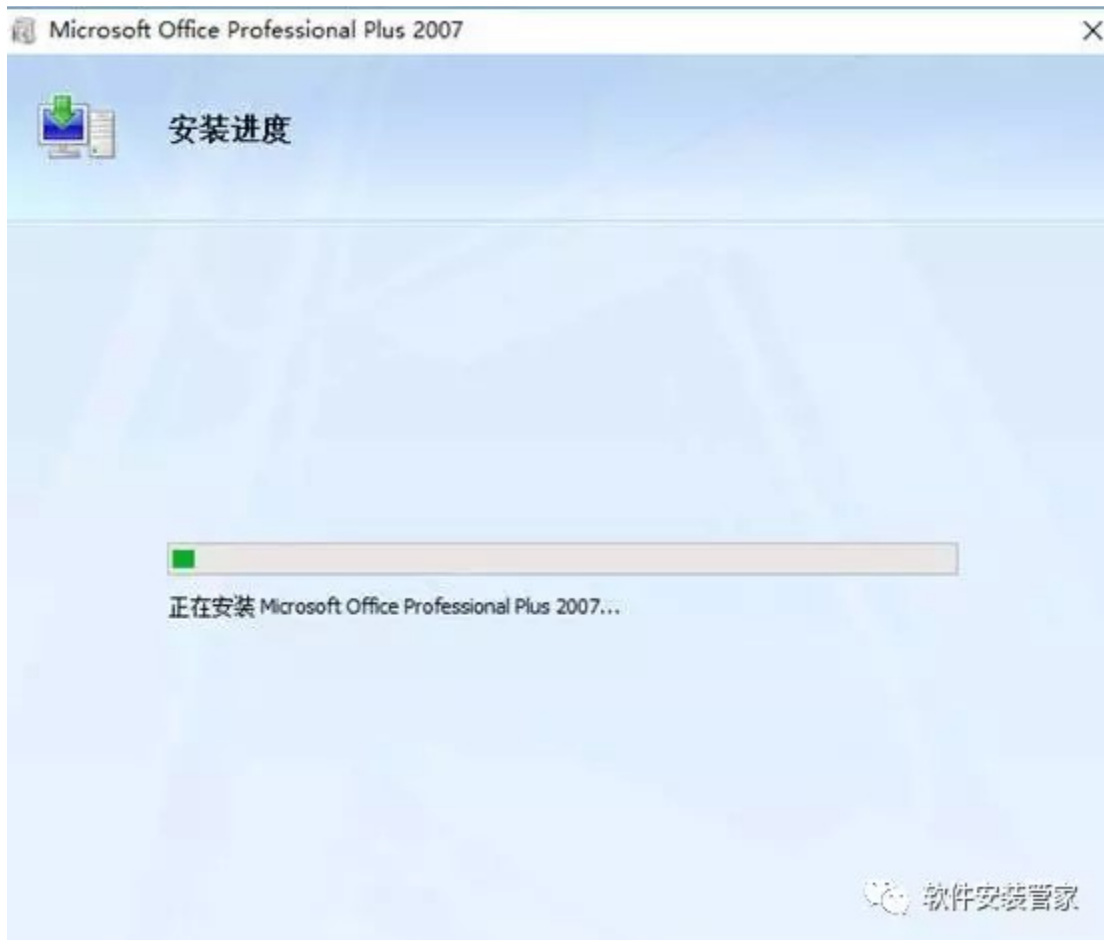 Microsoft Office Professional Plus 2007
安装进度
正在安装 Microsoft Office Professional Plus 2007...
软件安装管家